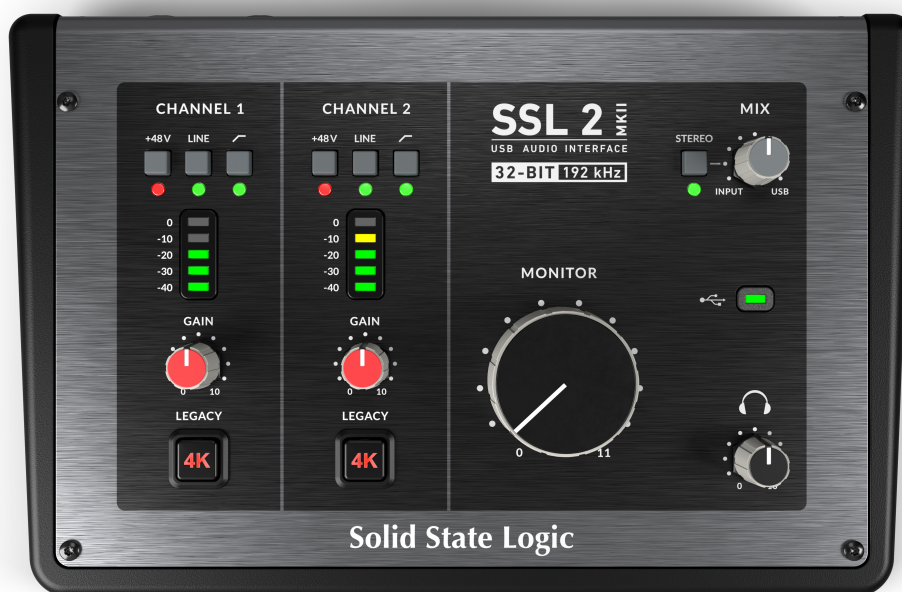 CHANNEL 1
+48V LINE
0
-10
-20
-30
-40
GAIN
0 10
LEGACY
4K
CHANNEL 2
+48V LINE
0
-10
-20
-30
-40
GAIN
0 10
LEGACY
4K
SSL 2 MKII
USB AUDIO INTERFACE
32-BIT 192 kHz
MIX
STEREO
INPUT USB
MONITOR
0 11
0
Solid State Logic